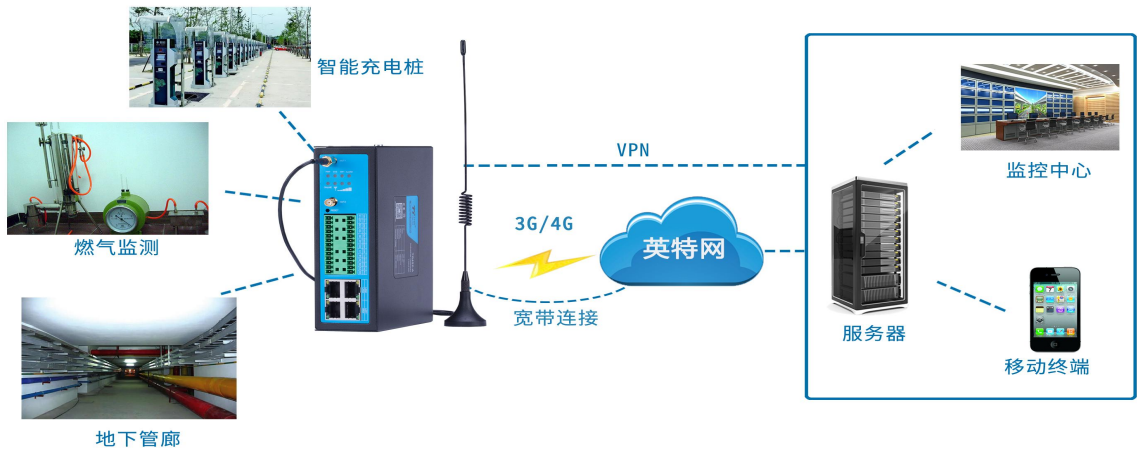 智能充电桩
燃气监测
地下管廊
VPN
3G/4G
英特网
宽带连接
监控中心
服务器
移动终端